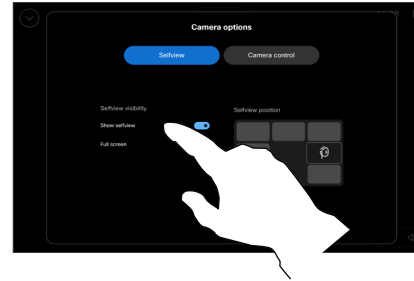 Camera options
Selfview
Camera control
Selfview visibility
Selfview position
Show selfview
Full screen